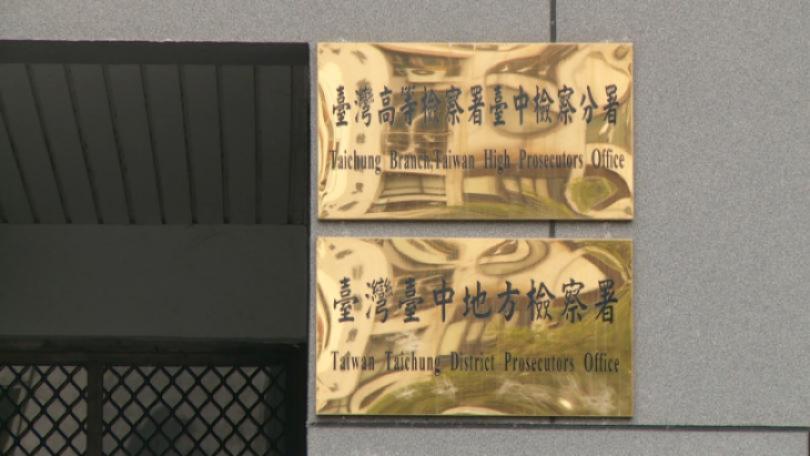 臺灣高等檢察署臺中檢察分署
Taichung Branch,Taiwan High Prosecutors Office
臺灣臺中地方檢察署
Taiwan Taichung District Prosecutors Office